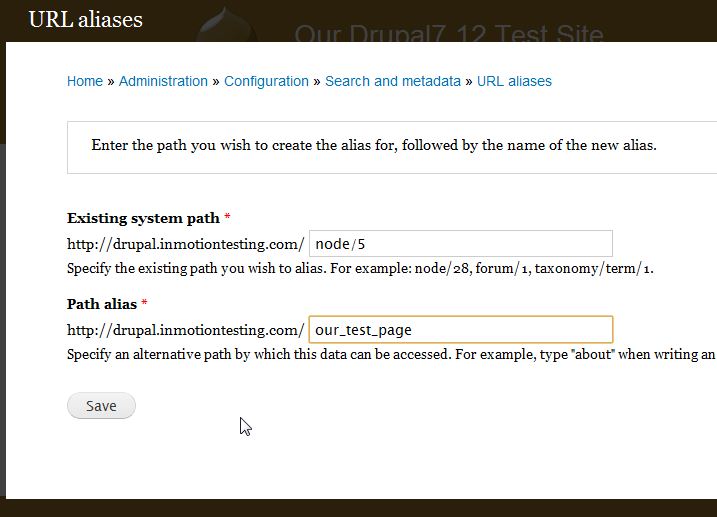 URL aliases
Our Drupal7.12 Test Site
Home » Administration » Configuration » Search and metadata » URL aliases
Enter the path you wish to create the alias for, followed by the name of the new alias.
Existing system path *
http://drupal.inmotiontesting.com/ node/5
Specify the existing path you wish to alias. For example: node/28, forum/1, taxonomy/term/1.
Path alias *
http://drupal.inmotiontesting.com/ our_test_page
Specify an alternative path by which this data can be accessed. For example, type "about" when writing an
Save